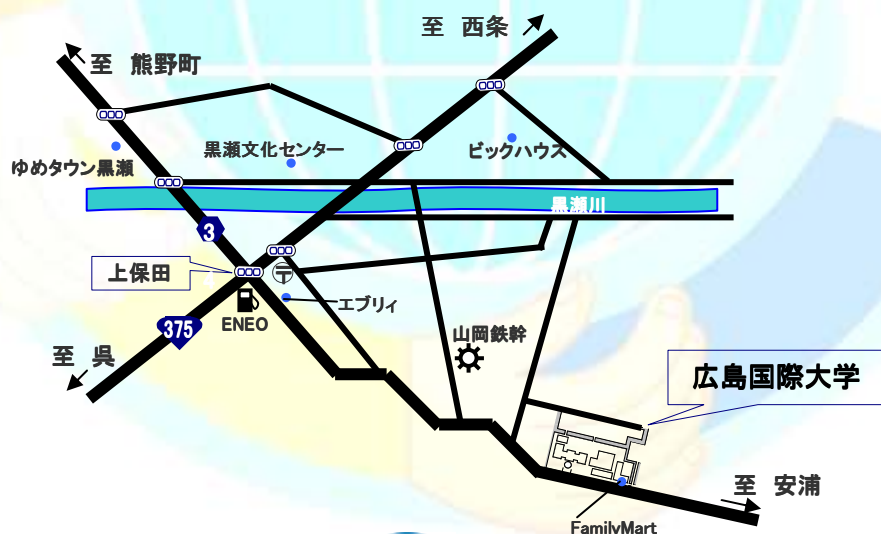 至 西条
至 熊野町
黒瀬文化センター
ビックハウス
ゆめタウン黒瀬
黒瀬川
3
上保田
〒
エブリィ
ENEO
375
山岡鉄幹
至 呉
広島国際大学
至 安浦
FamilyMart